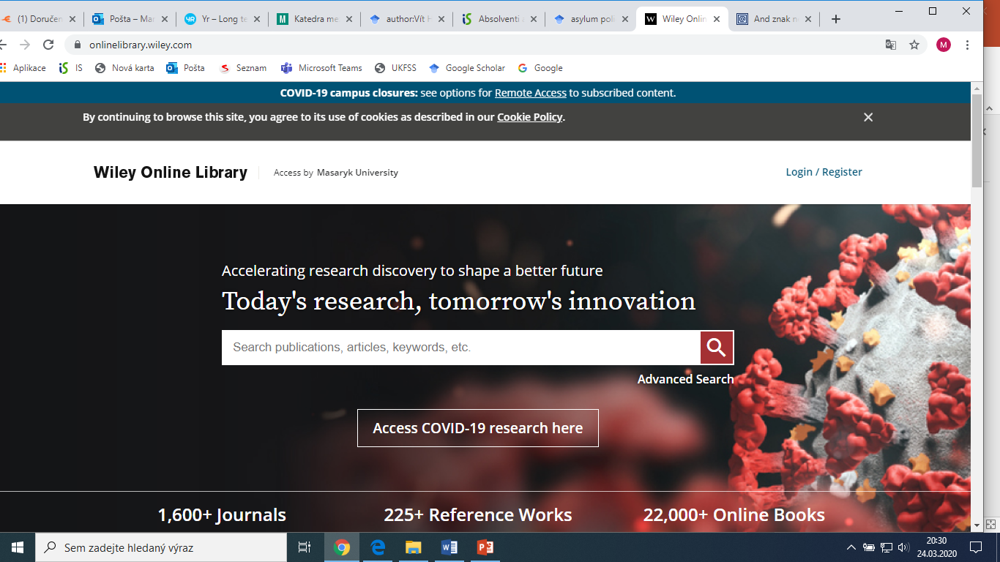 (1) Doručen
Pošta – Mar
Yr – Long te
Katedra me
author:Vít H
Absolventi a
asylum poli
Wiley Onlin
And znak n
onlinelibrary.wiley.com
M
Aplikace IS Nová karta Pošta Seznam Microsoft Teams UKFSS Google Scholar Google
COVID-19 campus closures: see options for Remote Access to subscribed content.
By continuing to browse this site, you agree to its use of cookies as described in our Cookie Policy.
Wiley Online Library Access by Masaryk University Login / Register
Accelerating research discovery to shape a better future
Today's research, tomorrow's innovation
Search publications, articles, keywords, etc.
Advanced Search
Access COVID-19 research here
1,600+ Journals 225+ Reference Works 22,000+ Online Books
Sem zadejte hledaný výraz
20:30
24.03.2020